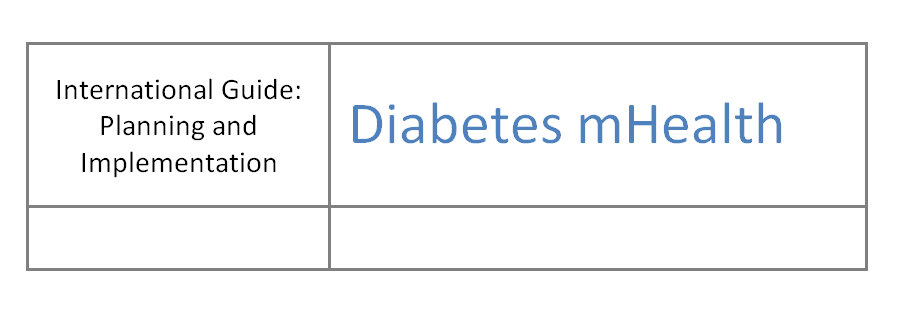 International Guide:
Planning and
Implementation
Diabetes mHealth